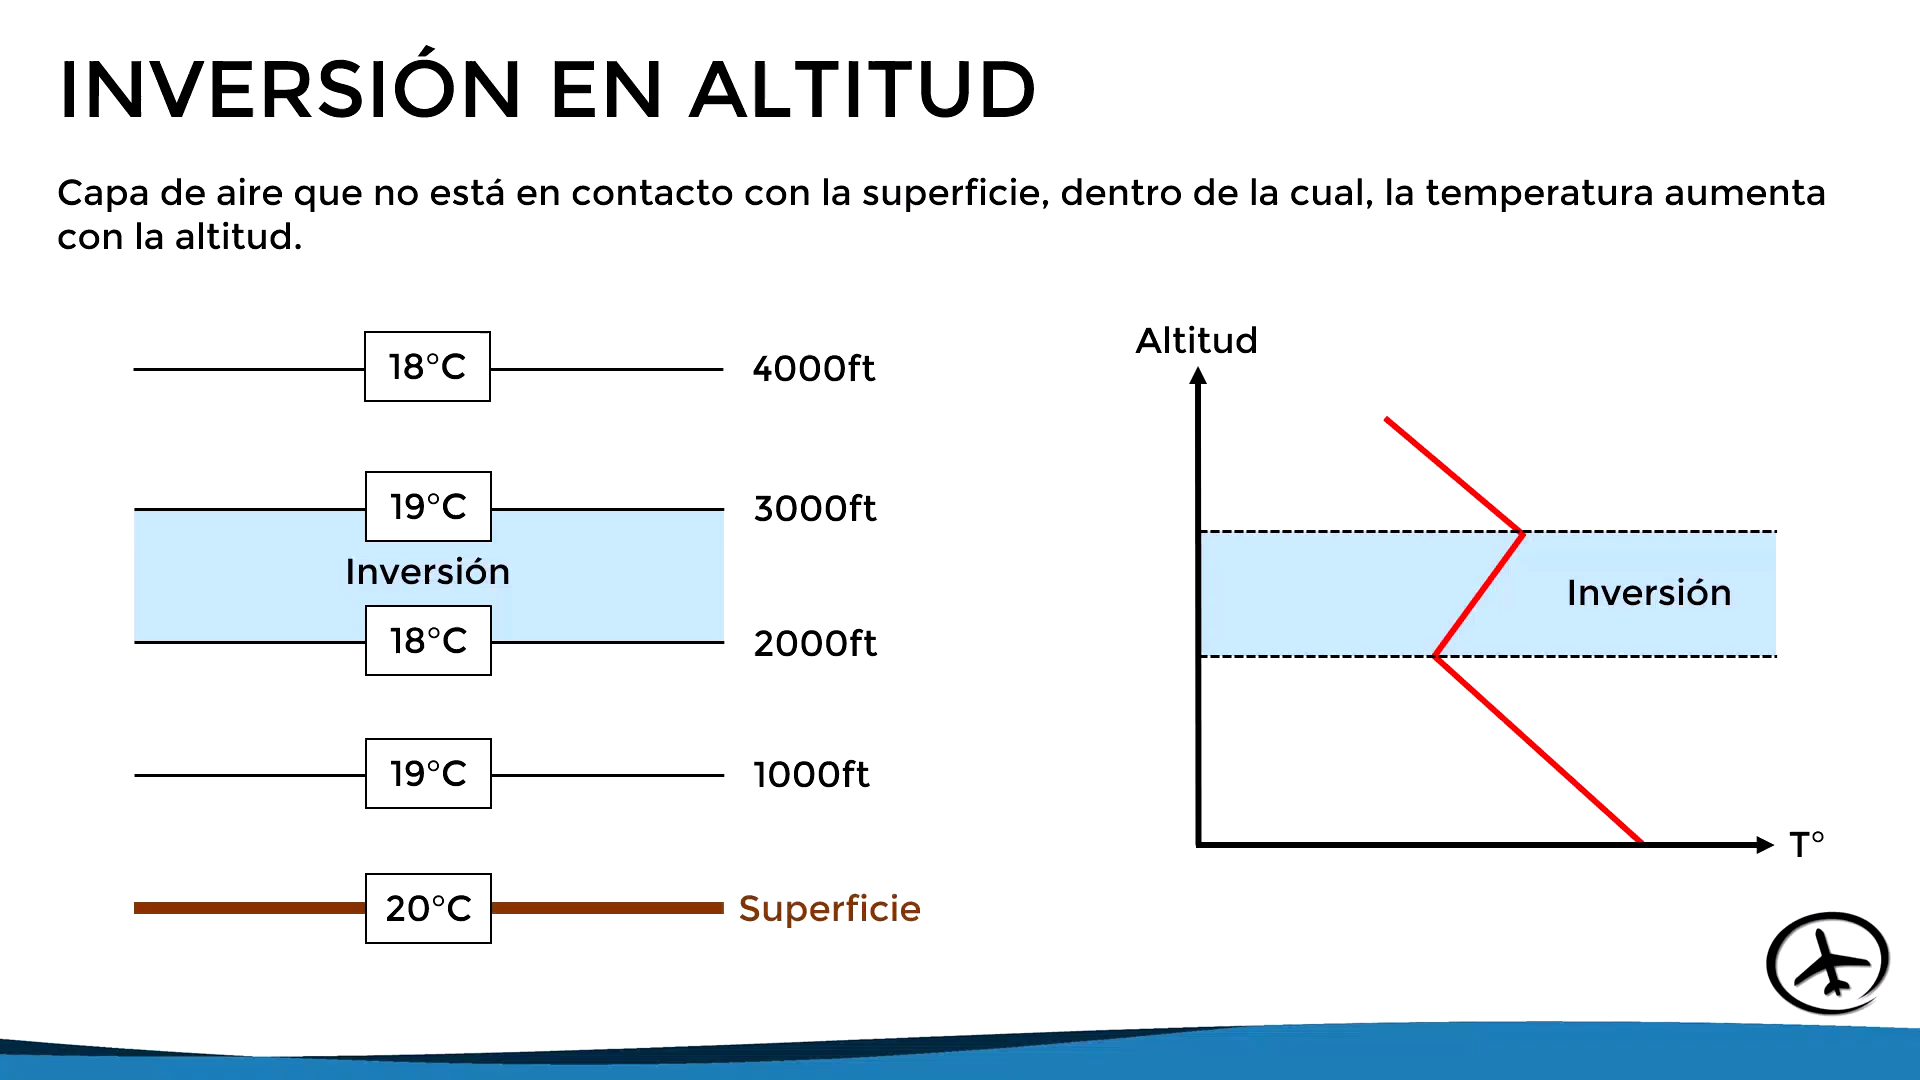 INVERSIÓN EN ALTITUD
Capa de aire que no está en contacto con la superficie, dentro de la cual, la temperatura aumenta
con la altitud.
18°C 4000ft
19°C 3000ft
Inversión
18°C 2000ft
19°C 1000ft
20°C Superficie
Altitud
Inversión
T°